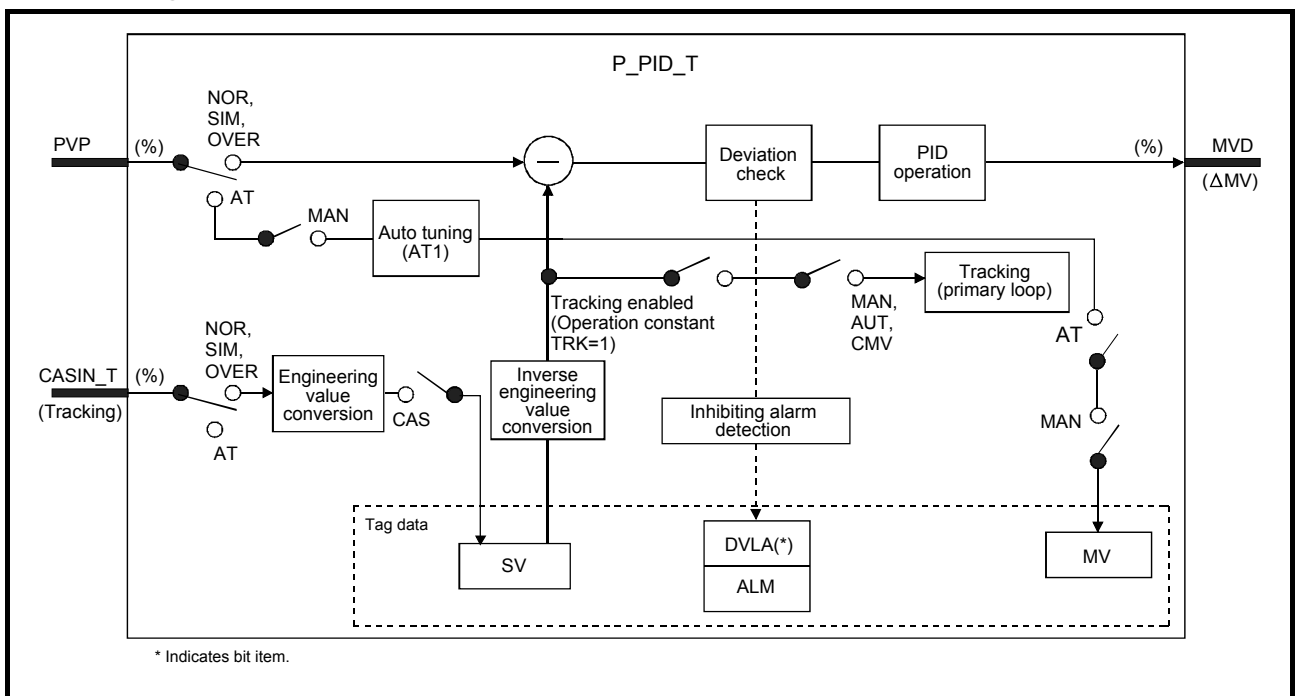 P_PID_T
NOR,
SIM,
OVER
PVP
(%)
AT
MAN
Auto tuning
(AT1)
—
Deviation
check
PID
operation
(%)
MVD
(ΔMV)
Tracking enabled
(Operation constant
TRK=1)
MAN,
AUT,
CMV
Tracking
(primary loop)
AT
NOR,
SIM,
OVER
CASIN_T
(%)
(Tracking)
AT
Engineering
value
conversion
CAS
Inverse
engineering
value
conversion
Inhibiting alarm
detection
MAN
Tag data
SV
DVLA(*)
ALM
MV
* Indicates bit item.